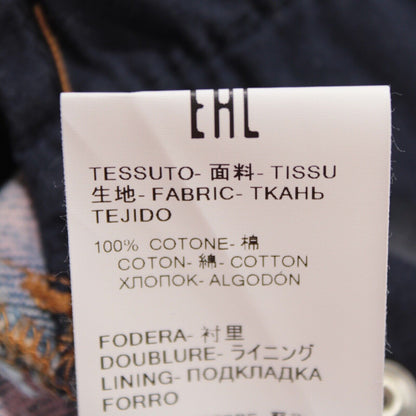 EAC
TESSUTO- 面料- TISSU
生地- FABRIC- ТКАНЬ
TEJIDO
100% COTONE- 棉
COTON- 綿- COTTON
ХЛОПОК- ALGODÓN
FODERA- 衬里
DOUBLURE- ライニング
LINING- ПОДКЛАДКА
FORRO